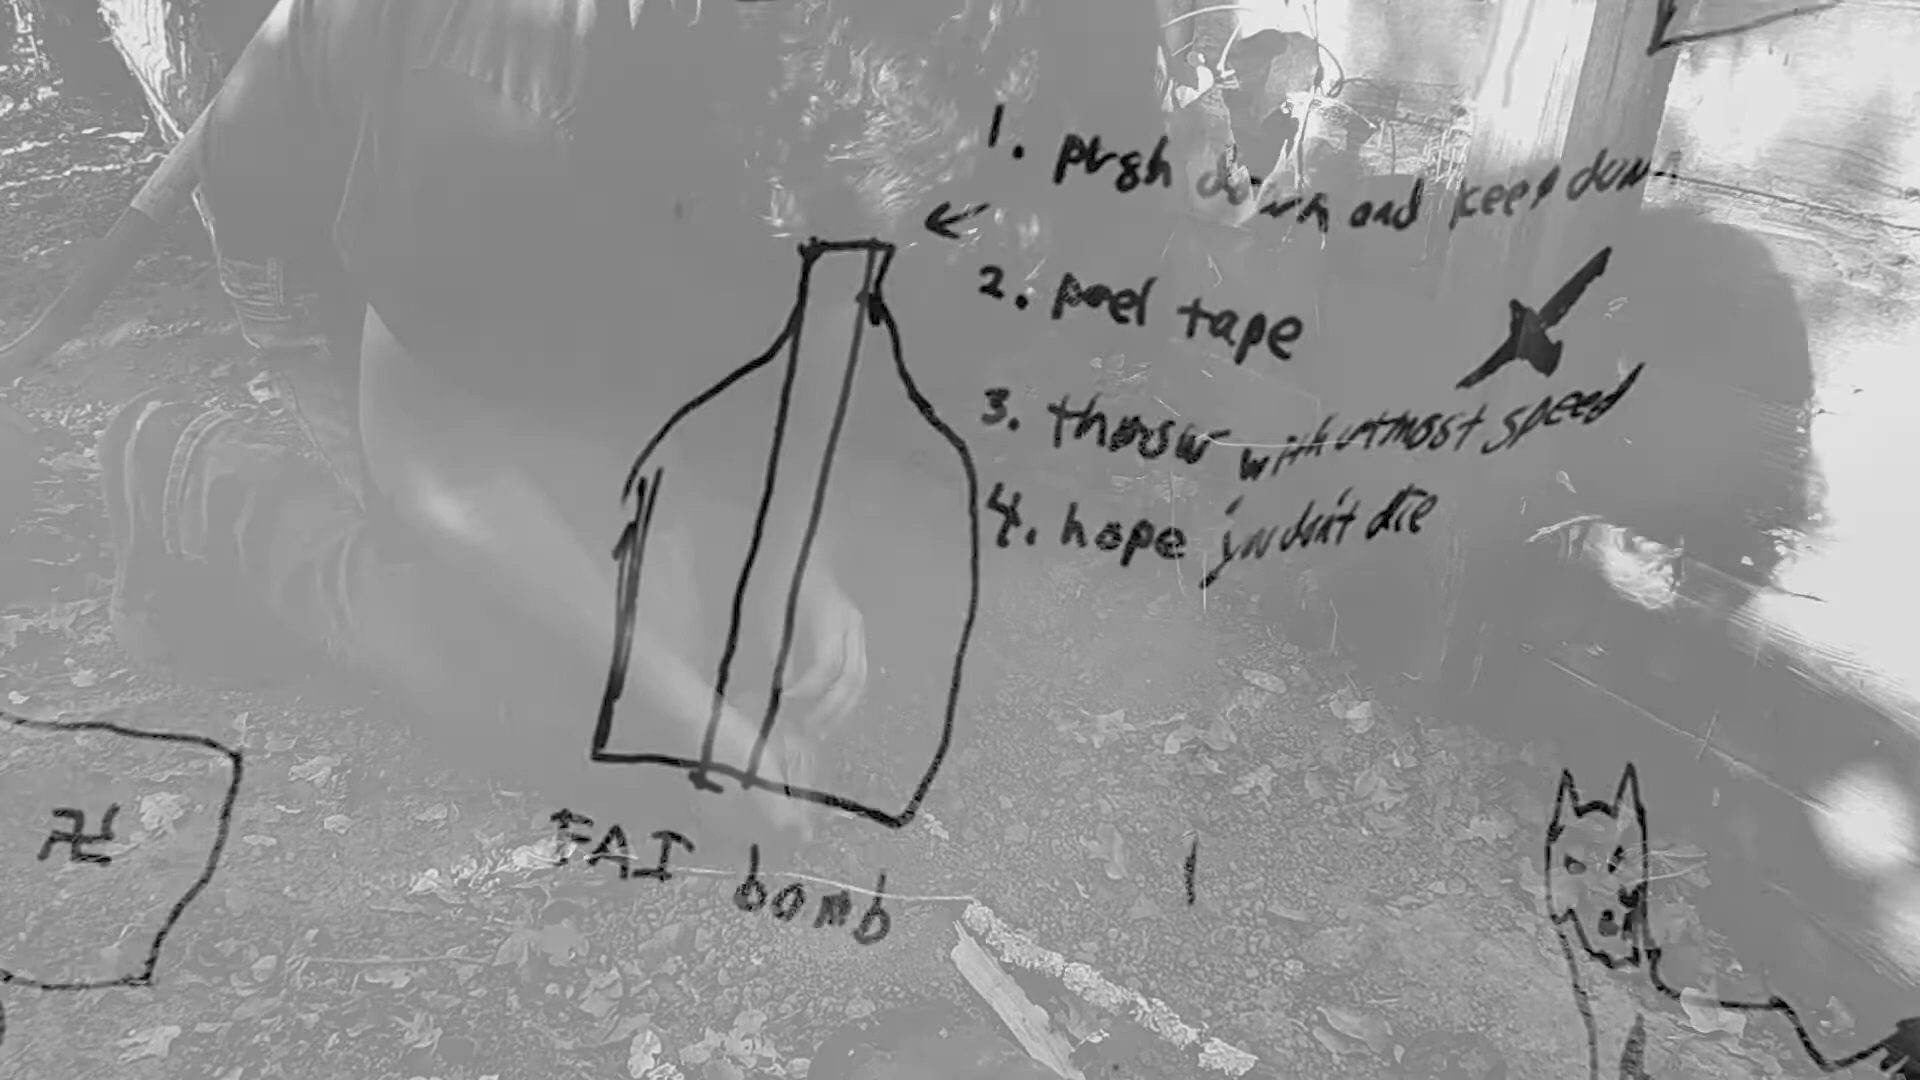 1. push down and keep down
2. peel tape
3. throw with utmost speed
4. hope you don't die
FAI bomb